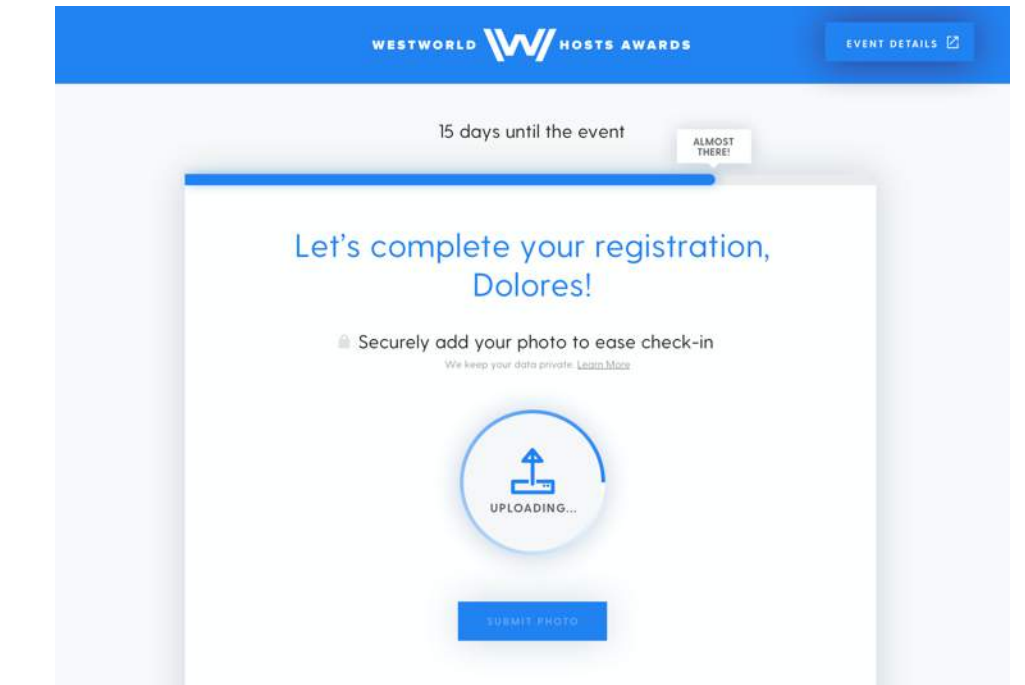 WESTWORLD W HOSTS AWARDS
EVENT DETAILS
15 days until the event
ALMOST
THERE!
Let's complete your registration,
Dolores!
Securely add your photo to ease check-in
We keep your data private. Learn More
UPLOADING...
SUBMIT PHOTO